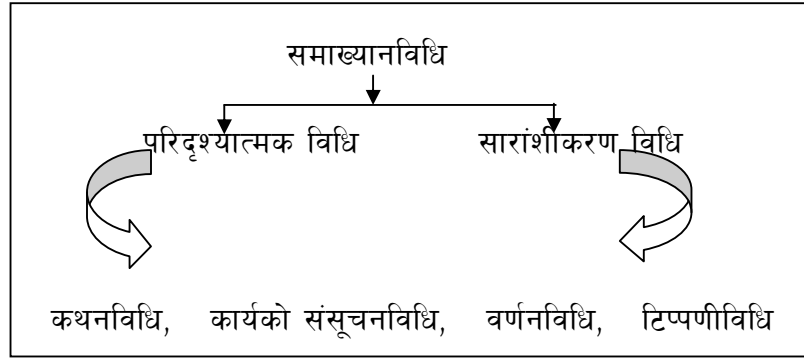 समाख्यानविधि
परिदृश्यात्मक विधि सारांशीकरण विधि
कथनविधि, कार्यको संसूचनविधि, वर्णनविधि, टिप्पणीविधि